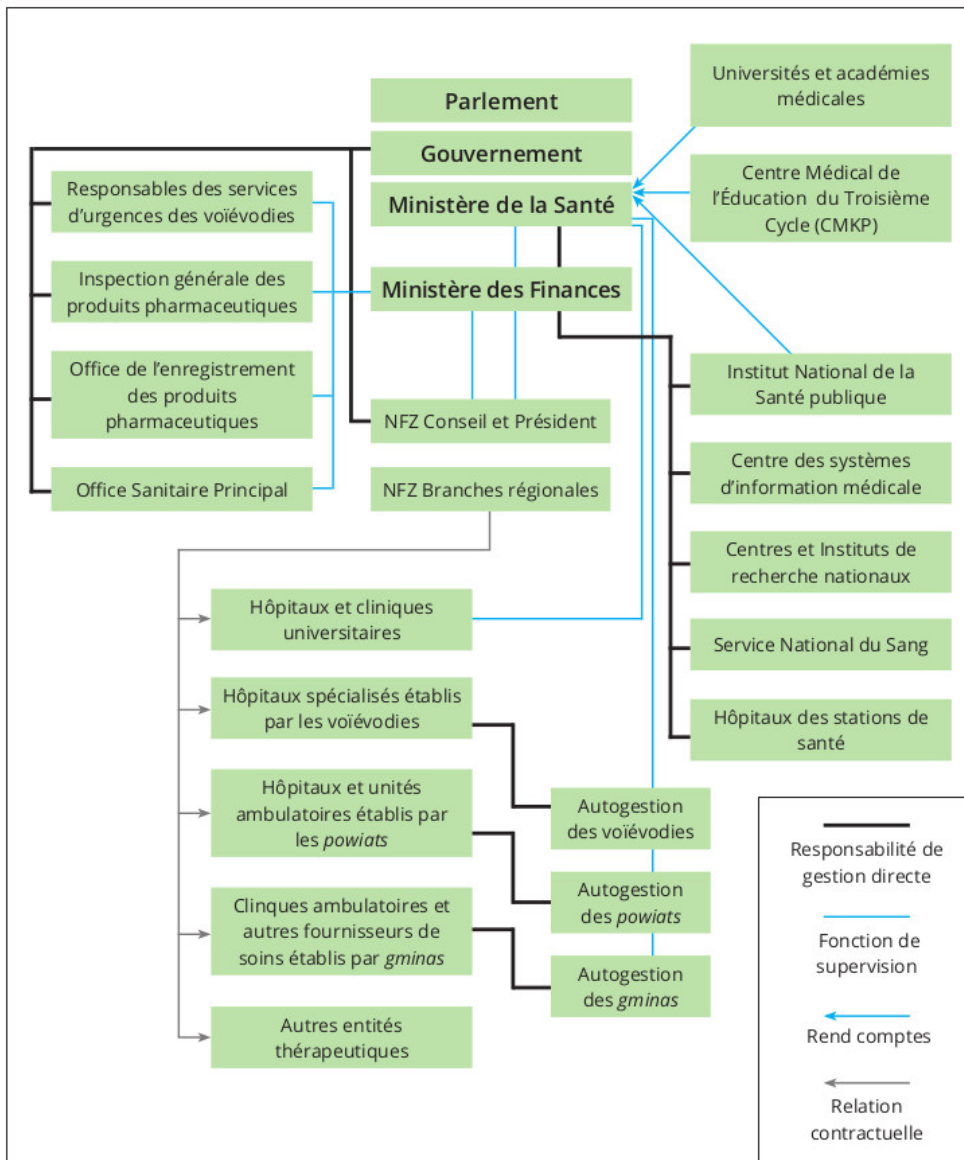 Parlement
Gouvernement
Ministère de la Santé
Ministère des Finances
Universités et académies
médicales
Centre Médical de
l’Éducation du Troisième
Cycle (CMKP)
Responsables des services
d’urgences des voïévodies
Inspection générale des
produits pharmaceutiques
Office de l’enregistrement
des produits
pharmaceutiques
Office Sanitaire Principal
NFZ Conseil et Président
NFZ Branches régionales
Institut National de la
Santé publique
Centre des systèmes
d’information médicale
Centres et Instituts de
recherche nationaux
Service National du Sang
Hôpitaux des stations de
santé
Hôpitaux et cliniques
universitaires
Hôpitaux spécialisés établis
par les voïévodies
Hôpitaux et unités
ambulatoires établis par
les powiats
Clinques ambulatoires et
autres fournisseurs de
soins établis par gminas
Autres entités
thérapeutiques
Autogestion
des voïévodies
Autogestion
des powiats
Autogestion
des gminas
Responsabilité de
gestion directe
Fonction de
supervision
Rend comptes
Relation
contractuelle